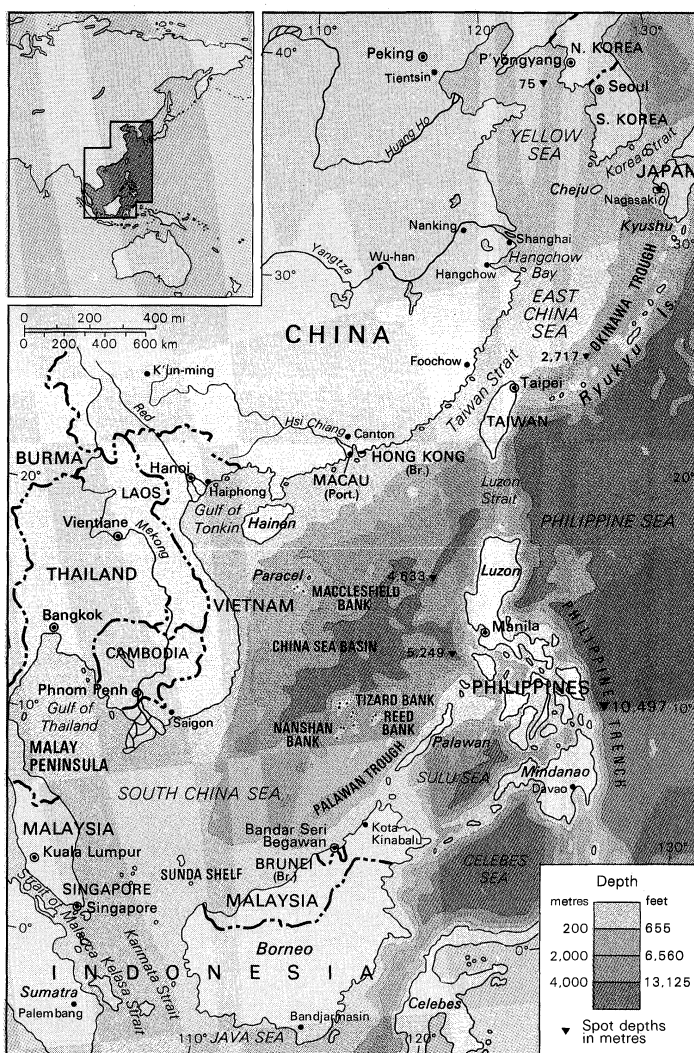 110°
120°
40°
Peking
P'yongyang
N. KOREA
Tientsin
75
Seoul
S. KOREA
YELLOW
SEA
Huang Ho
Korea Strait
JAPAN
Cheju
Nagasaki
Kyushu
Nanking
Shanghai
30°
Yangtze
Wu-han
Hangchow
Hangchow
Bay
30°
EAST
CHINA
SEA
OKINAWA TROUGH
Ryukyu Is.
0 200 400 mi
0 200 400 600 km
CHINA
2.717
Foochow
K'un-ming
Taiwan Strait
Taipei
TAIWAN
Red
Hsi Chiang
Canton
BURMA
HONG KONG
(Br.)
MACAU
(Port.)
20°
Hanoi
Haiphong
LAOS
Luzon
Strait
20°
Gulf of
Tonkin
Hainan
PHILIPPINE SEA
Vientiane
Mekong
THAILAND
Paracel
4.633
Luzon
VIETNAM
MACCLESFIELD
BANK
Bangkok
Manila
CAMBODIA
CHINA SEA BASIN
5.249
PHILIPPINE TRENCH
Phnom Penh
PHILIPPINES
10.497
10°
10°
Gulf of
Thailand
Saigon
TIZARD BANK
REED
BANK
NANSHAN
BANK
MALAY
PENINSULA
Palawan
PALAWAN TROUGH
SULU SEA
Mindanao
Davao
SOUTH CHINA SEA
MALAYSIA
Bandar Seri
Begawan
Kota
Kinabalu
Kuala Lumpur
BRUNEI
(Br.)
CELEBES
SEA
130°
SUNDA SHELF
SINGAPORE
Singapore
MALAYSIA
Strait of Malacca
0°
Karimata Strait
Kelasa Strait
Borneo
0°
INDONESIA
Sumatra
Palembang
Celebes
Bandjarmasin
110°
JAVA SEA
120°
Depth
metres feet
200 655
2,000 6.560
4,000 13,125
Spot depths
in metres